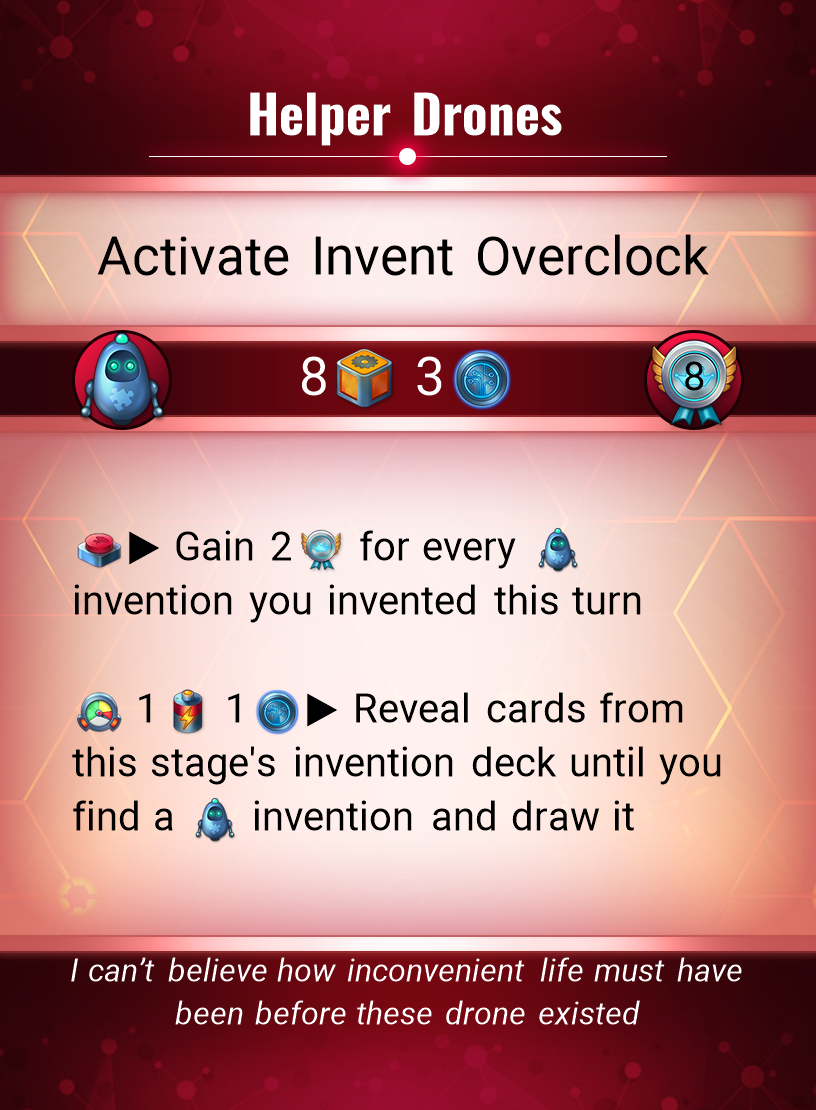 Helper Drones
Activate Invent Overclock
8 3 8
▶ Gain 2 for every
invention you invented this turn
1 1 ▶ Reveal cards from
this stage's invention deck until you
find a invention and draw it
I can’t believe how inconvenient life must have
been before these drone existed